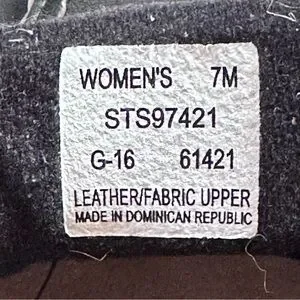 WOMEN'S 7M
STS97421
G-16 61421
LEATHER/FABRIC UPPER
MADE IN DOMINICAN REPUBLIC